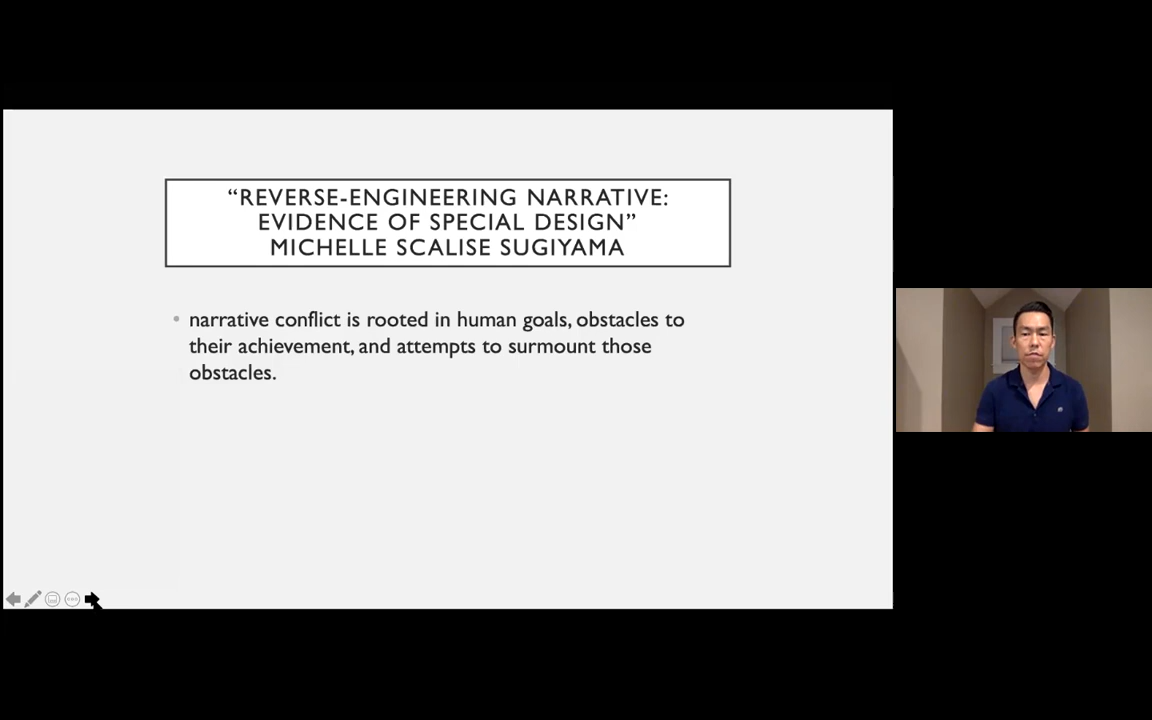 “REVERSE-ENGINEERING NARRATIVE:
EVIDENCE OF SPECIAL DESIGN”
MICHELLE SCALISE SUGIYAMA
• narrative conflict is rooted in human goals, obstacles to
their achievement, and attempts to surmount those
obstacles.